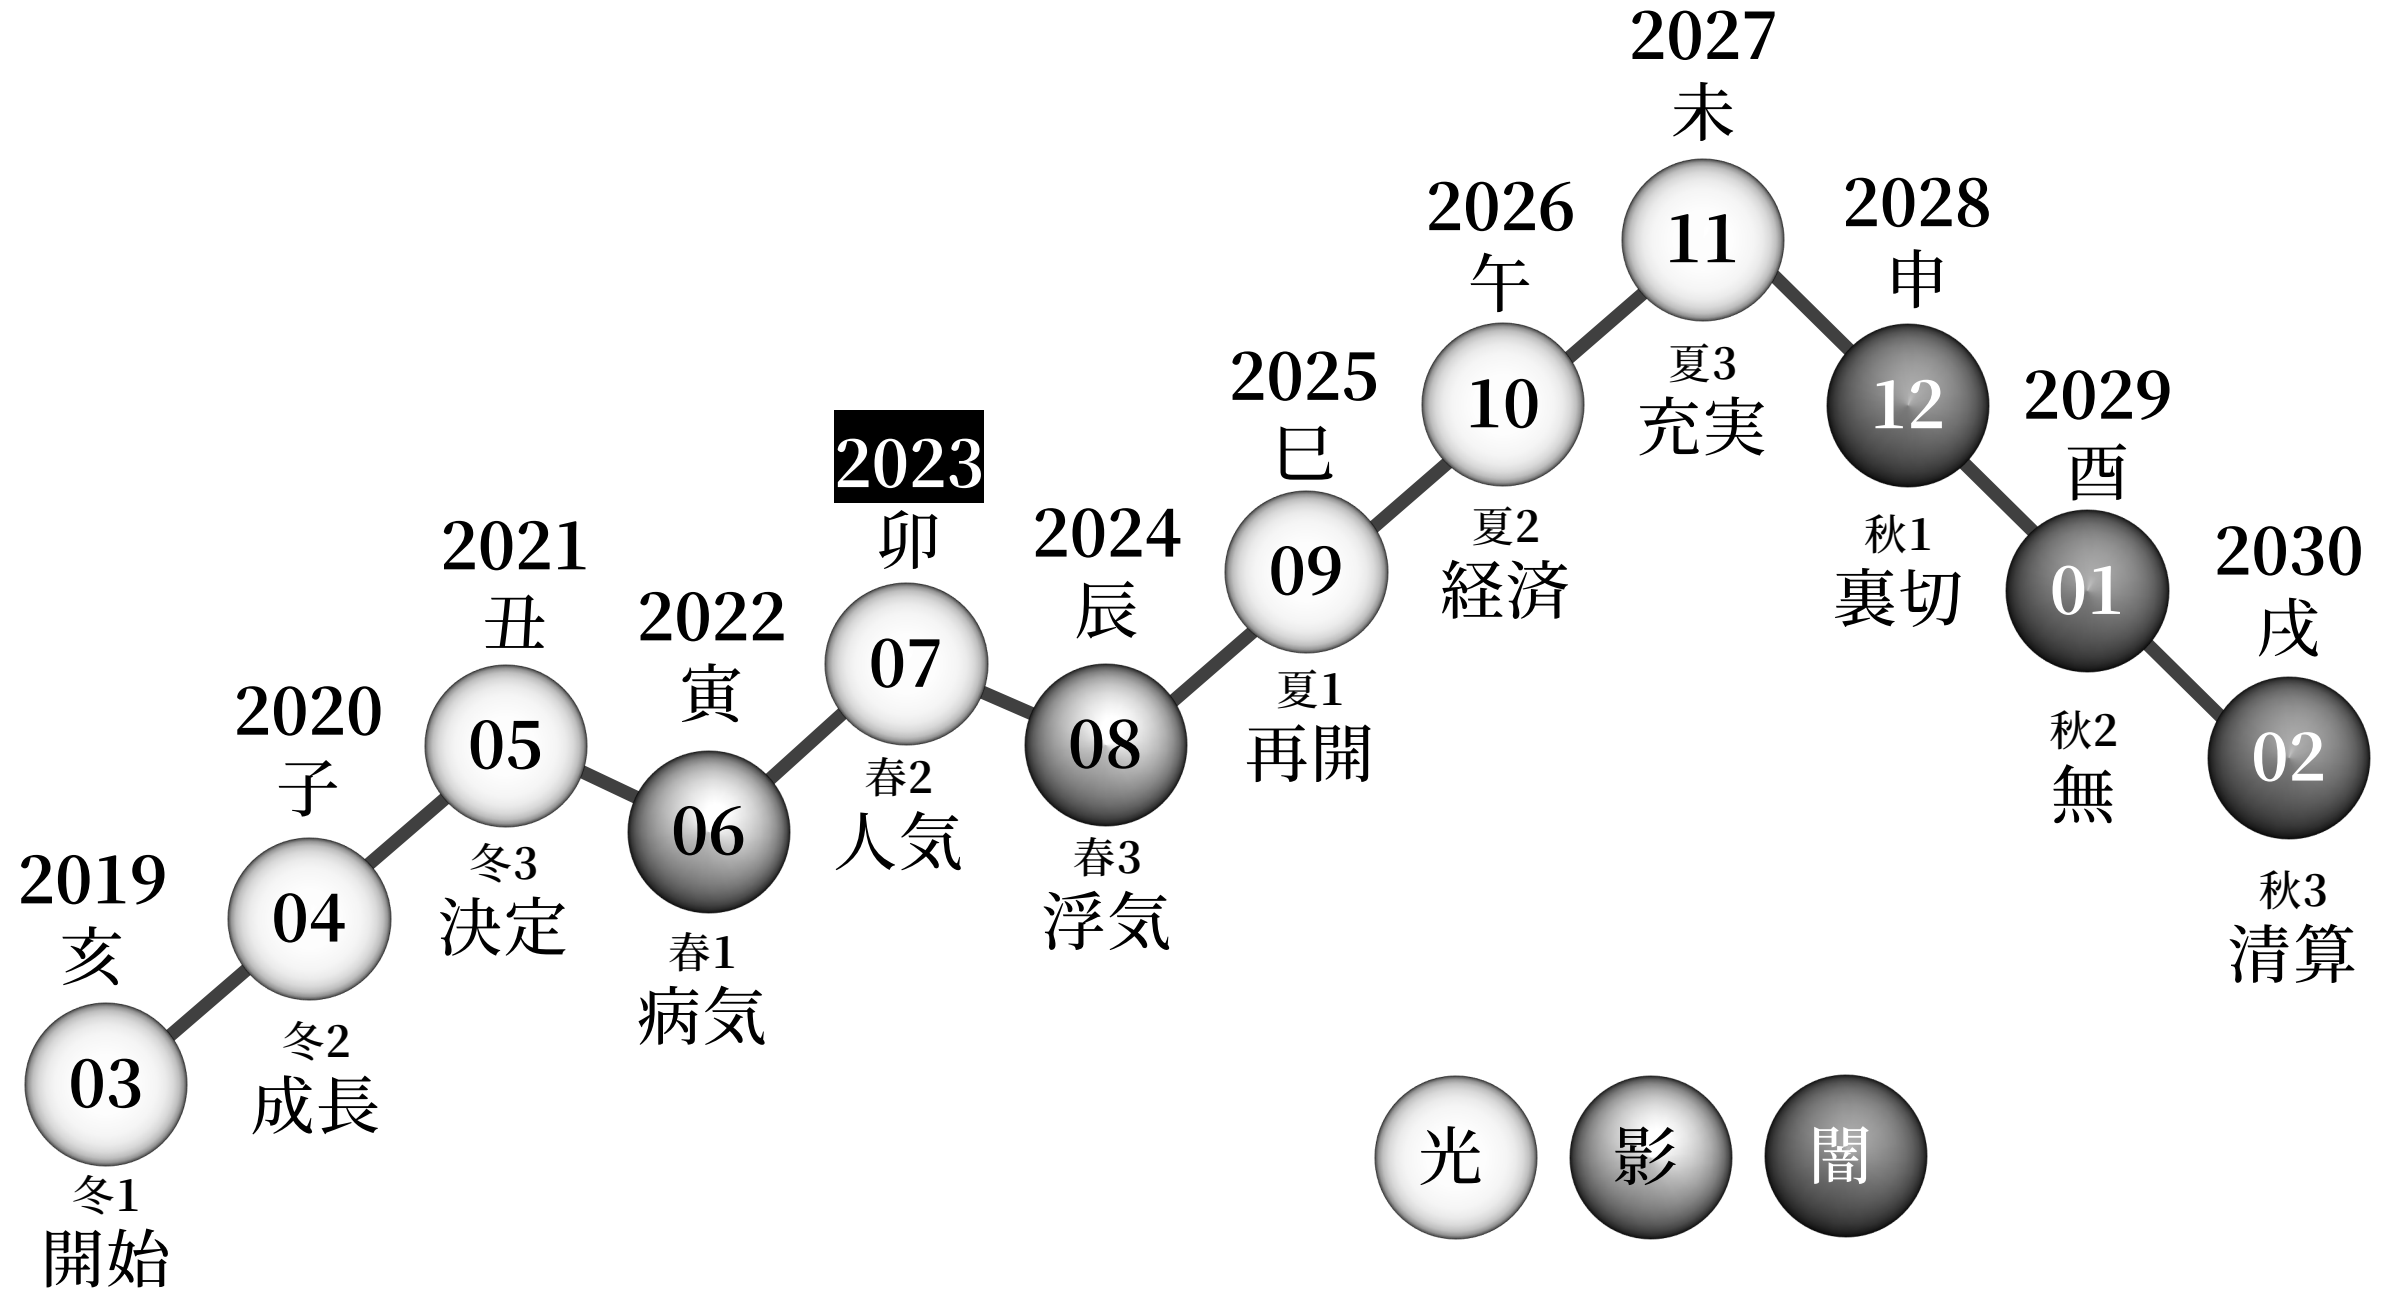 2019
亥
03
冬1
開始
2020
子
04
冬2
成長
2021
丑
05
冬3
決定
2022
寅
06
春1
病気
2023
卯
07
春2
人気
2024
辰
08
春3
浮気
2025
巳
09
夏1
再開
2026
午
10
夏2
経済
2027
未
11
夏3
充実
2028
申
12
秋1
裏切
2029
酉
01
秋2
無
2030
戌
02
秋3
清算
光
影
闇